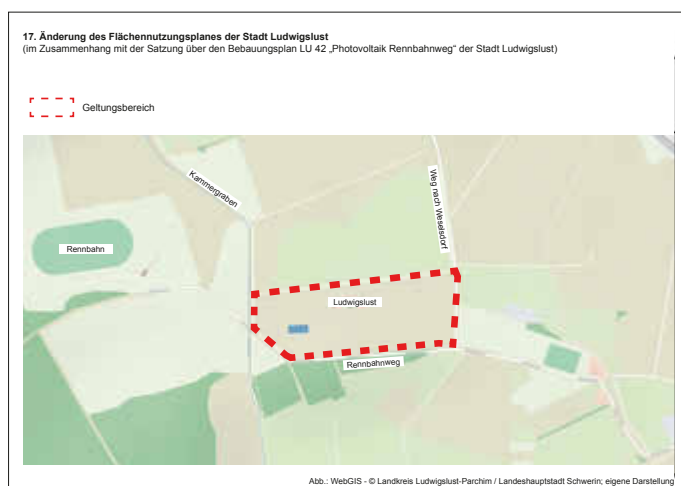 17. Änderung des Flächennutzungsplanes der Stadt Ludwigslust
(im Zusammenhang mit der Satzung über den Bebauungsplan LU 42 „Photovoltaik Rennbahnweg“ der Stadt Ludwigslust)
Geltungsbereich
Kammergraben
Weg nach Weselsdorf
Rennbahn
Ludwigslust
Rennbahnweg
Abb.: WebGIS - © Landkreis Ludwigslust-Parchim / Landeshauptstadt Schwerin; eigene Darstellung